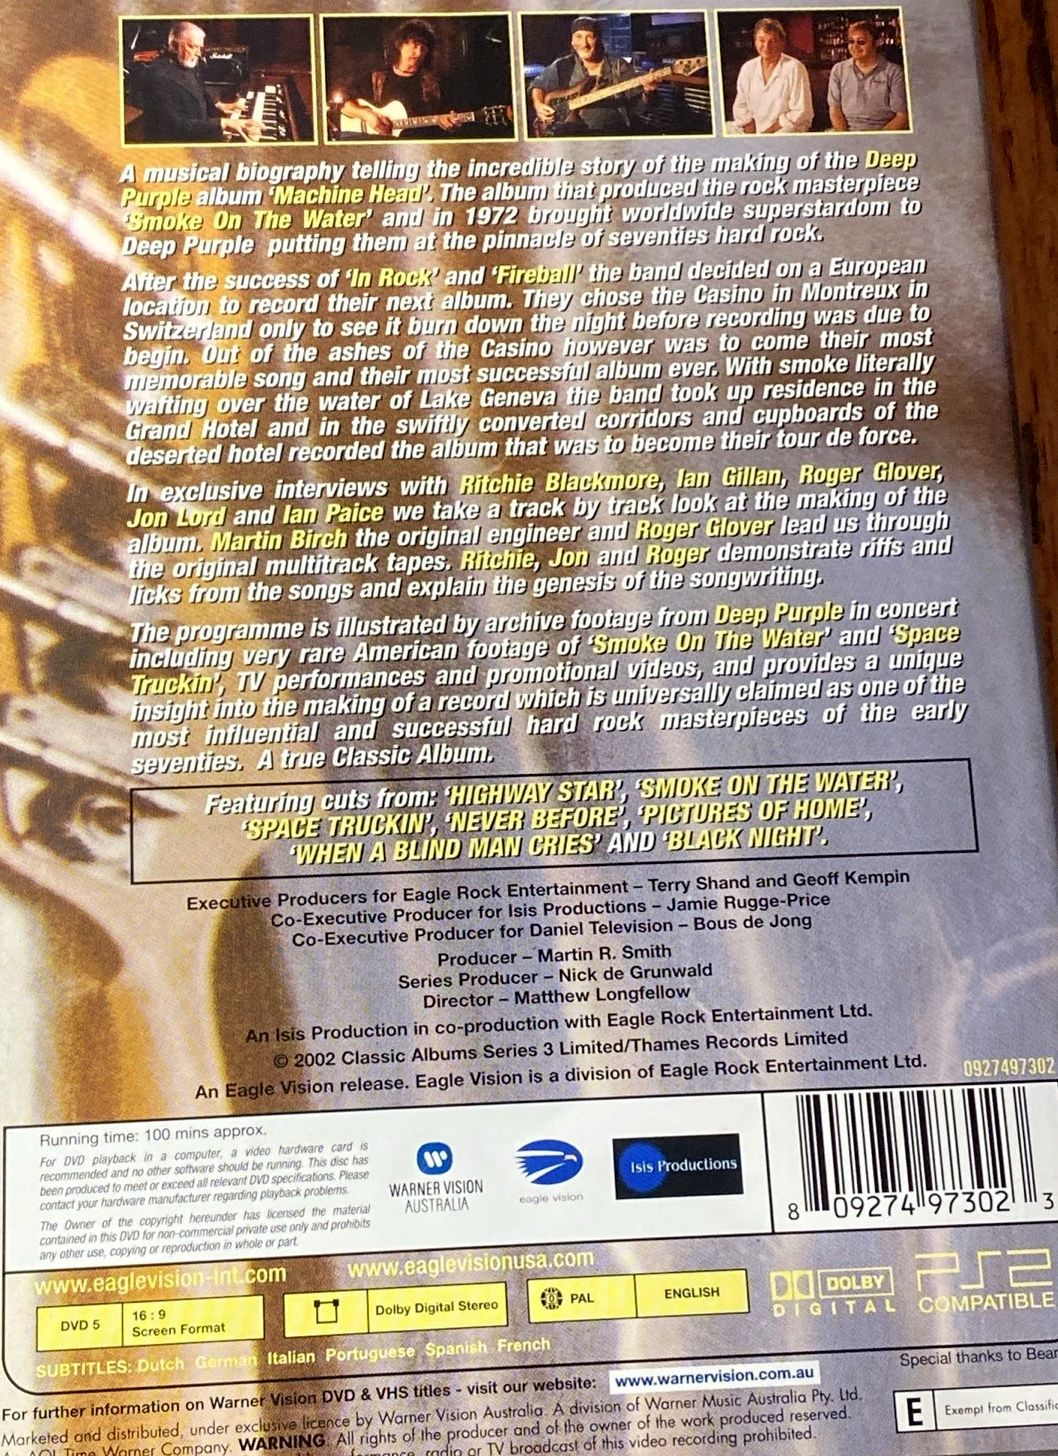 A musical biography telling the incredible story of the making of the Deep
Purple album ‘Machine Head’. The album that produced the rock masterpiece
‘Smoke On The Water’ and in 1972 brought worldwide superstardom to
Deep Purple putting them at the pinnacle of seventies hard rock.
After the success of ‘In Rock’ and ‘Fireball’ the band decided on a European
location to record their next album. They chose the Casino in Montreux in
Switzerland only to see it burn down the night before recording was due to
begin. Out of the ashes of the Casino however was to come their most
memorable song and their most successful album ever. With smoke literally
wafting over the water of Lake Geneva the band took up residence in the
Grand Hotel and in the swiftly converted corridors and cupboards of the
deserted hotel recorded the album that was to become their tour de force.
In exclusive interviews with Ritchie Blackmore, Ian Gillan, Roger Glover,
Jon Lord and Ian Paice we take a track by track look at the making of the
album. Martin Birch the original engineer and Roger Glover lead us through
the original multitrack tapes. Ritchie, Jon and Roger demonstrate riffs and
licks from the songs and explain the genesis of the songwriting.
The programme is illustrated by archive footage from Deep Purple in concert
including very rare American footage of ‘Smoke On The Water’ and ‘Space
Truckin’, TV performances and promotional videos, and provides a unique
insight into the making of a record which is universally claimed as one of the
most influential and successful hard rock masterpieces of the early
seventies. A true Classic Album.
Featuring cuts from: ‘HIGHWAY STAR’, ‘SMOKE ON THE WATER’,
‘SPACE TRUCKIN’, ‘NEVER BEFORE’, ‘PICTURES OF HOME’,
‘WHEN A BLIND MAN CRIES’ AND ‘BLACK NIGHT’.
Executive Producers for Eagle Rock Entertainment – Terry Shand and Geoff Kempin
Co-Executive Producer for Isis Productions – Jamie Rugge-Price
Co-Executive Producer for Daniel Television – Bous de Jong
Producer – Martin R. Smith
Series Producer – Nick de Grunwald
Director – Matthew Longfellow
An Isis Production in co-production with Eagle Rock Entertainment Ltd.
© 2002 Classic Albums Series 3 Limited/Thames Records Limited
An Eagle Vision release. Eagle Vision is a division of Eagle Rock Entertainment Ltd.
0927497302
Running time: 100 mins approx.
For DVD playback in a computer, a video hardware card is
recommended and no other software should be running. This disc has
been produced to meet or exceed all relevant DVD specifications. Please
contact your hardware manufacturer regarding playback problems.
The Owner of the copyright hereunder has licensed the material
contained in this DVD for non-commercial private use only and prohibits
any other use, copying or reproduction in whole or part.
WARNER VISION
AUSTRALIA
eagle vision
Isis Productions
8 09274 97302 3
www.eaglevision-int.com
www.eaglevisionusa.com
DVD 5
16 : 9
Screen Format
Dolby Digital Stereo
PAL
ENGLISH
DOLBY
DIGITAL
PS2
COMPATIBLE
SUBTITLES: Dutch German Italian Portuguese Spanish French
Special thanks to Bear
For further information on Warner Vision DVD & VHS titles - visit our website: www.warnervision.com.au
Marketed and distributed, under exclusive licence by Warner Vision Australia. A division of Warner Music Australia Pty. Ltd.
AOL Time Warner Company. WARNING: All rights of the producer and of the owner of the work produced reserved.
radio or TV broadcast of this video recording prohibited.
E
Exempt from Classific